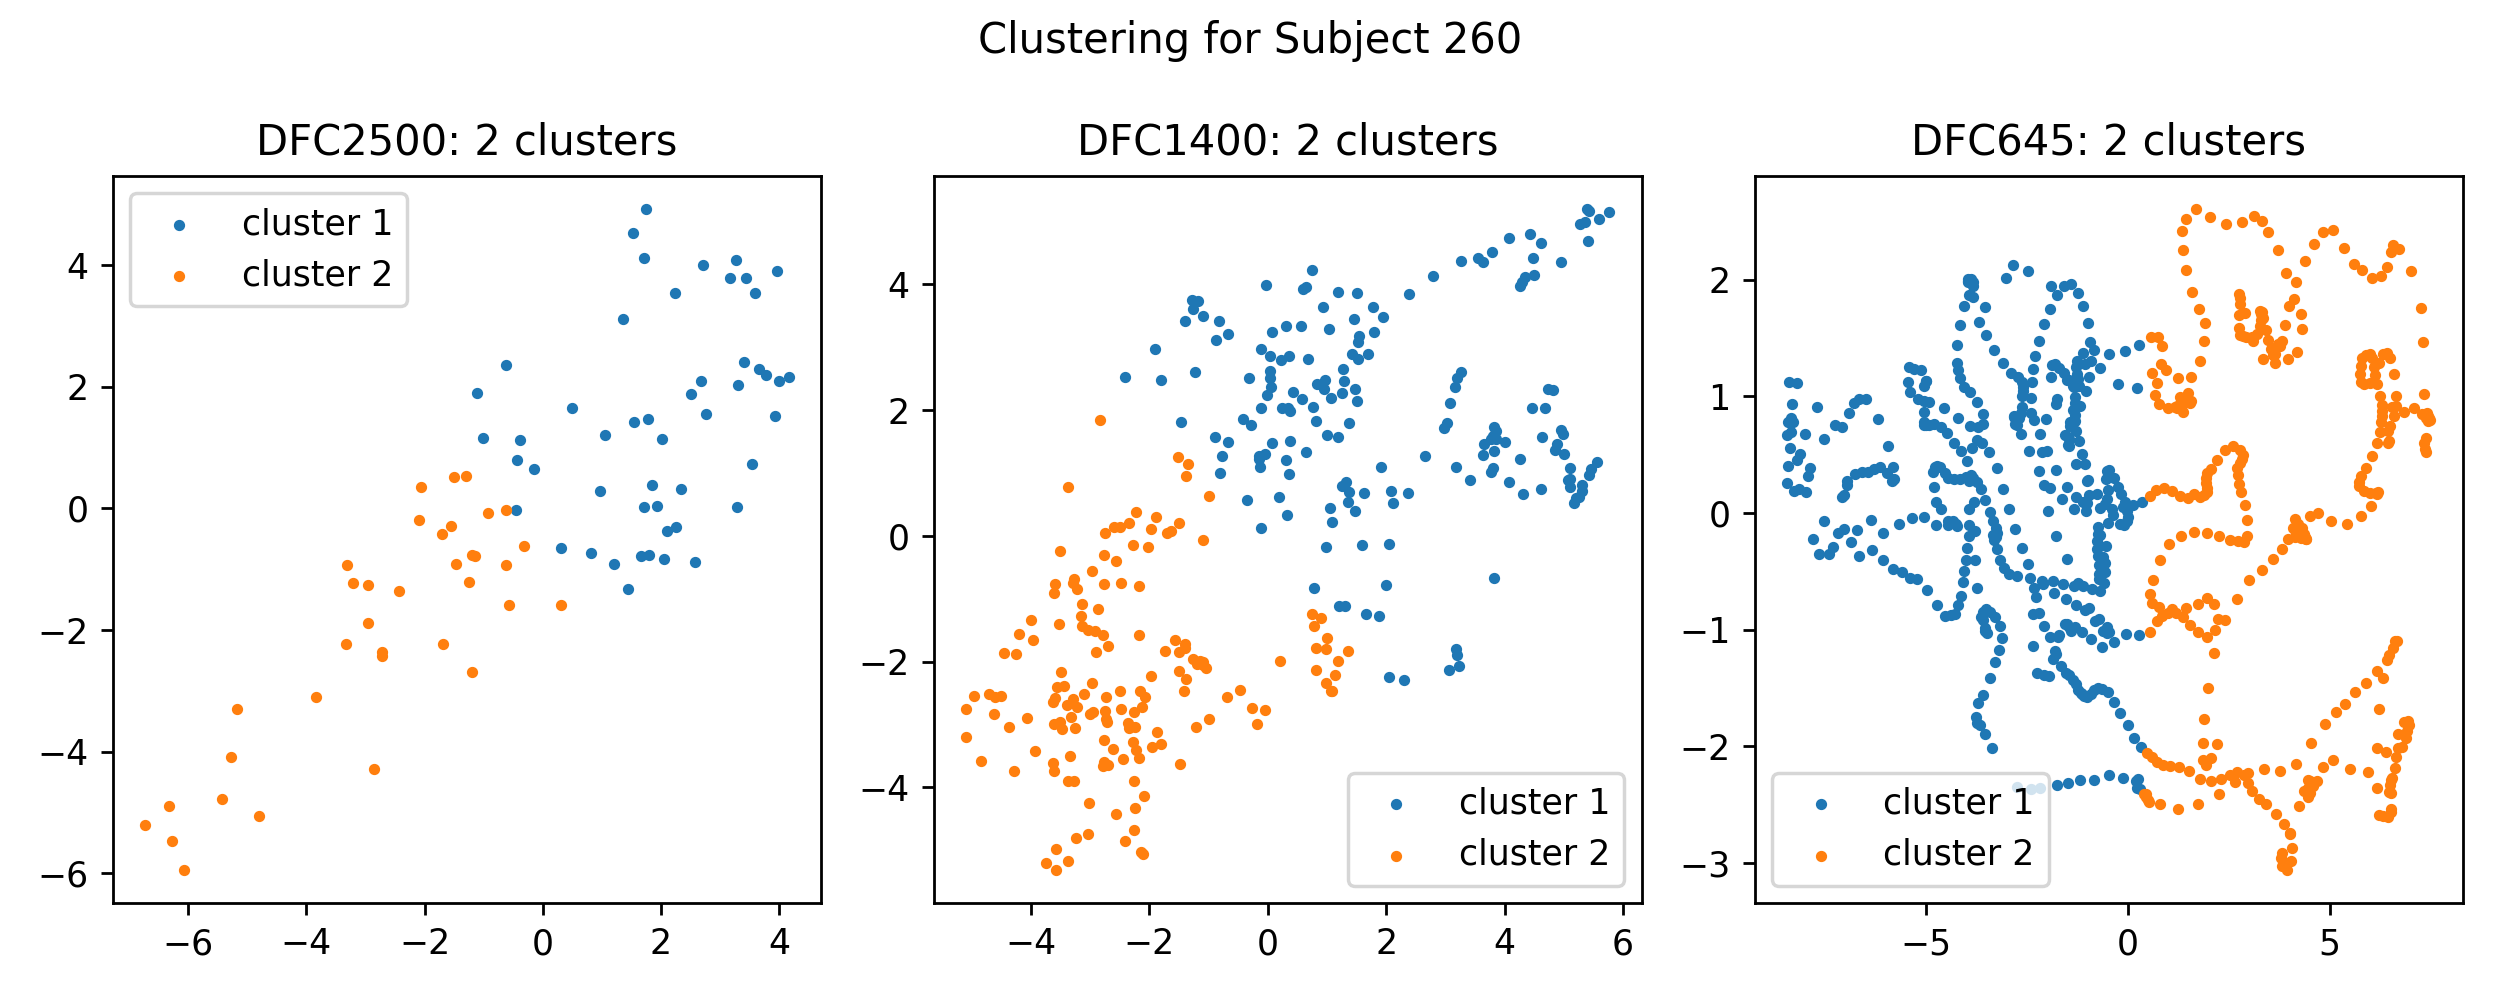 Clustering for Subject 260
DFC2500: 2 clusters
cluster 1
cluster 2
4
2
0
−2
−4
−6
−6 −4 −2 0 2 4
DFC1400: 2 clusters
4
2
0
−2
−4
cluster 1
cluster 2
−4 −2 0 2 4 6
DFC645: 2 clusters
2
1
0
−1
−2
−3
cluster 1
cluster 2
−5 0 5